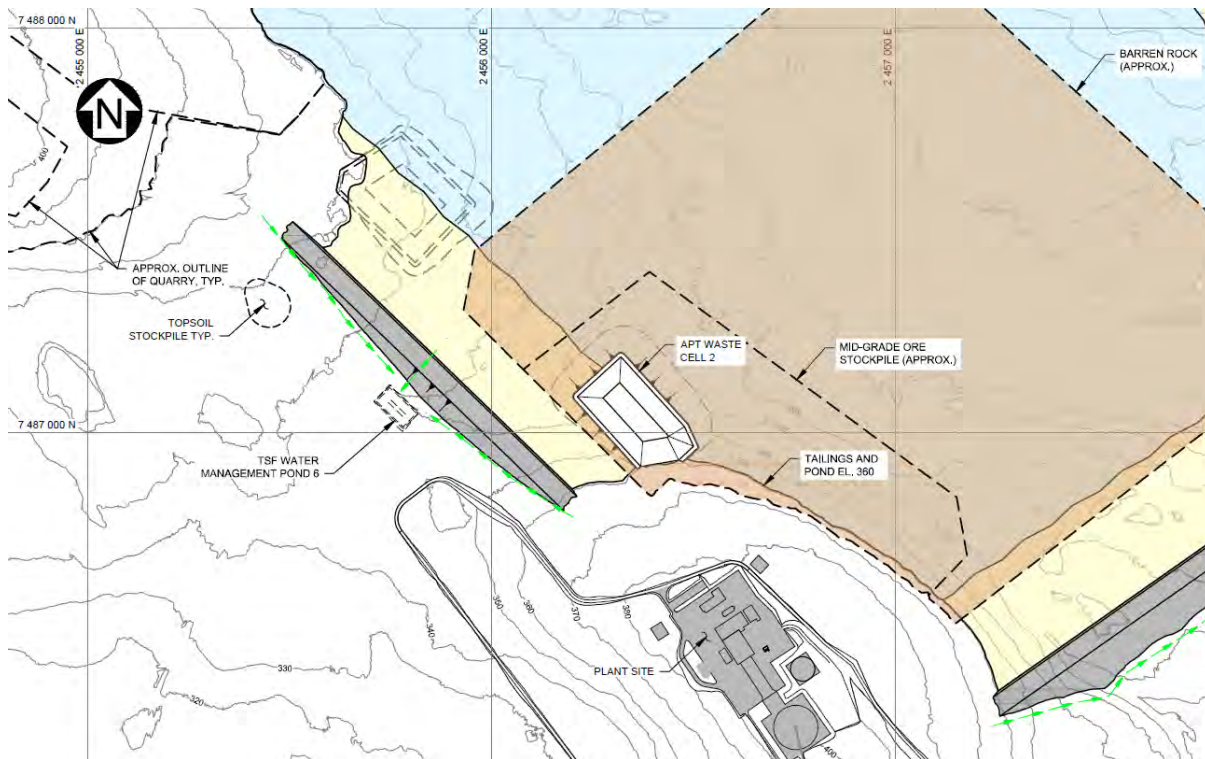 7 488 000 N
2 455 000 E
2 456 000 E
2 457 000 E
BARREN ROCK
(APPROX.)
N
400
APPROX. OUTLINE
OF QUARRY, TYP.
TOPSOIL
STOCKPILE TYP.
APT WASTE
CELL 2
MID-GRADE ORE
STOCKPILE (APPROX.)
7 487 000 N
TSF WATER
MANAGEMENT POND 6
TAILINGS AND
POND EL. 360
350
360
370
380
340
330
320
PLANT SITE
400